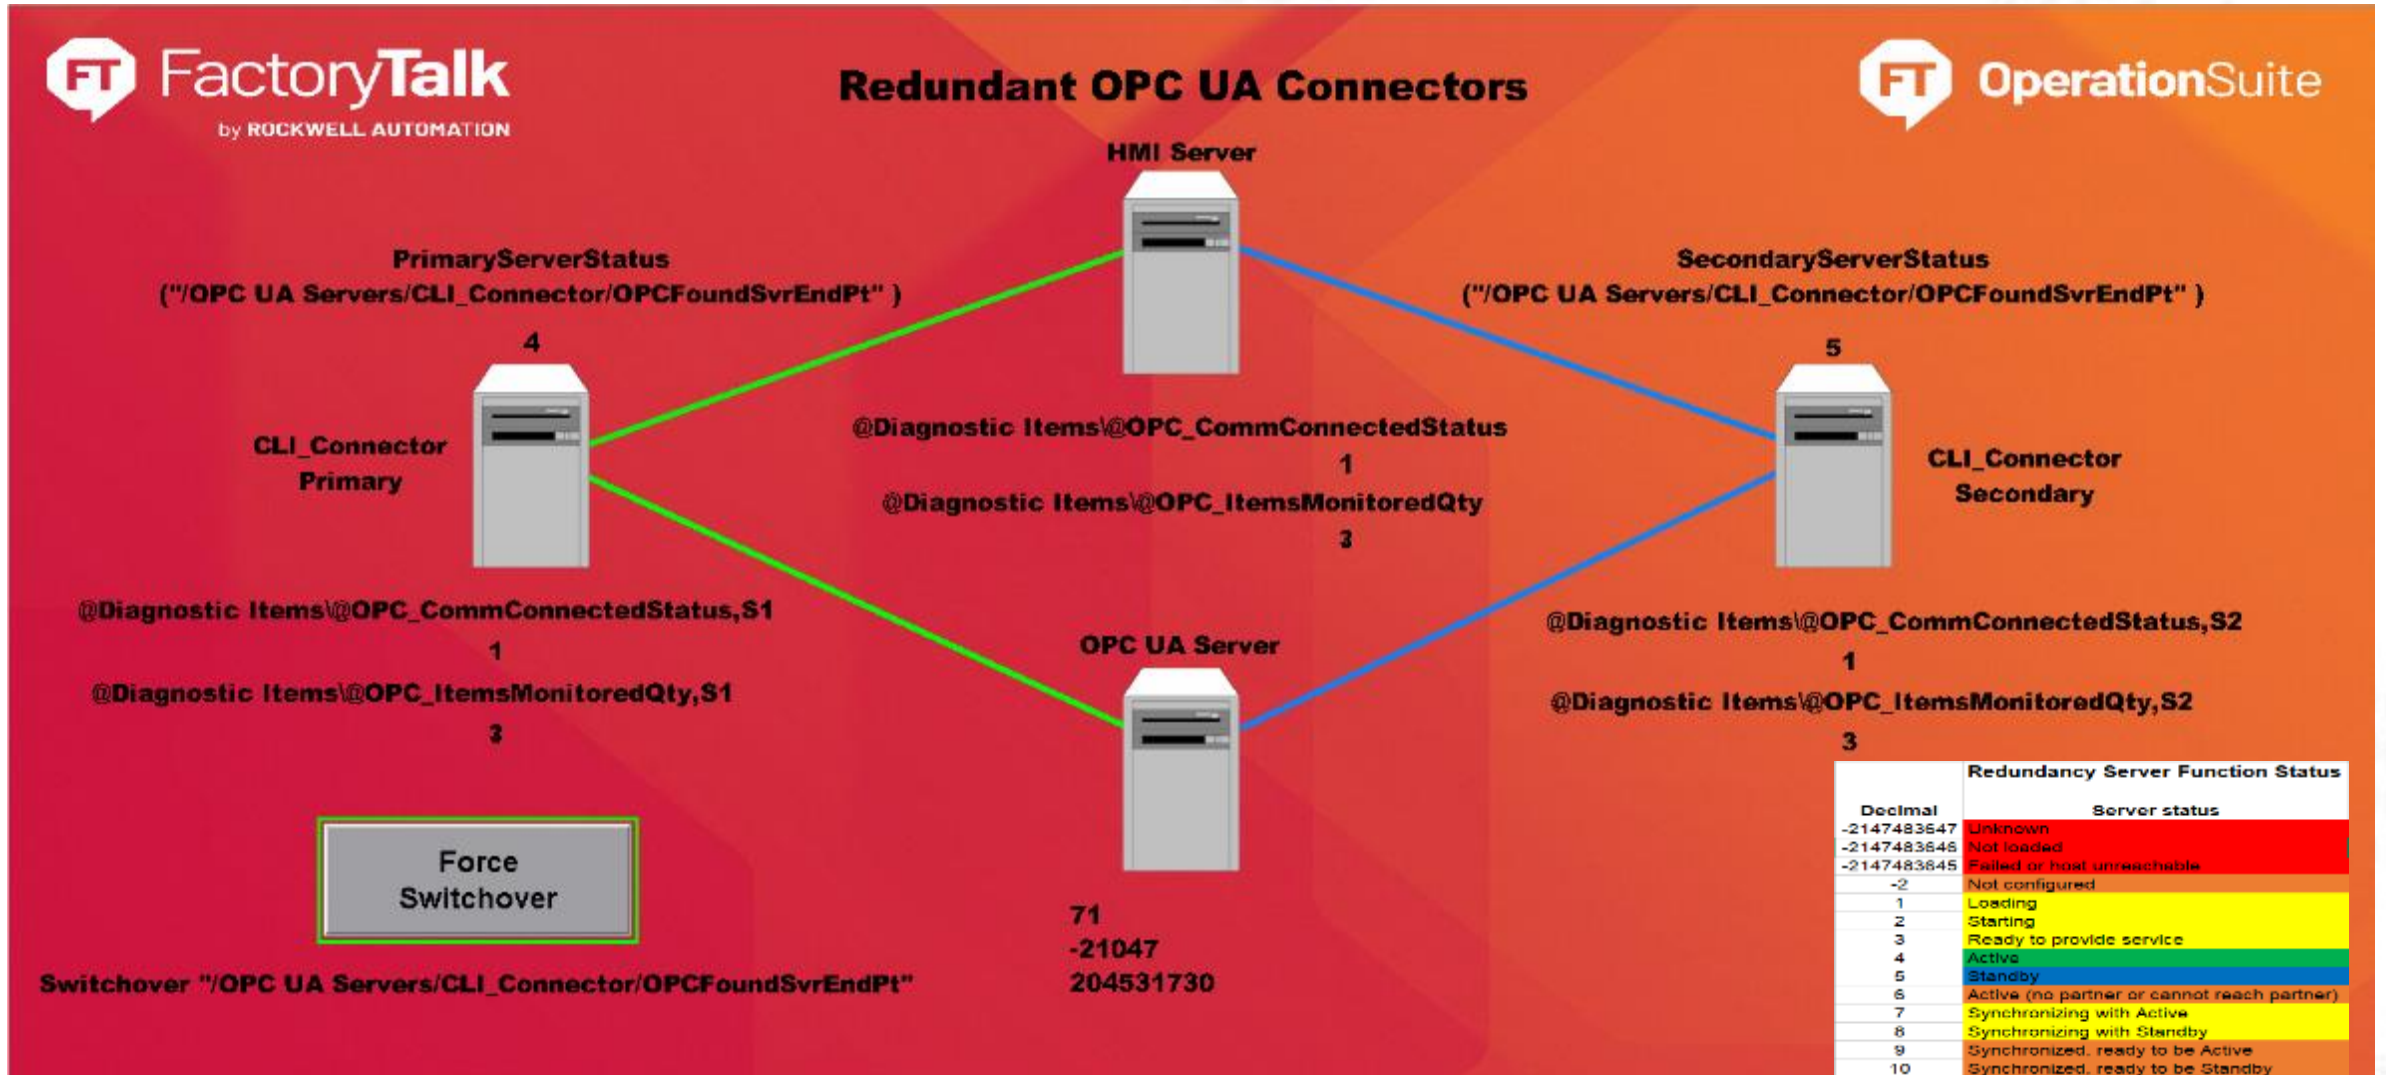 FT FactoryTalk
by ROCKWELL AUTOMATION
Redundant OPC UA Connectors
FT OperationSuite
HMI Server
PrimaryServerStatus
("/OPC UA Servers/CLI_Connector/OPCFoundSvrEndPt" )
4
SecondaryServerStatus
("/OPC UA Servers/CLI_Connector/OPCFoundSvrEndPt" )
5
CLI_Connector
Primary
@Diagnostic Items\@OPC_CommConnectedStatus
1
@Diagnostic Items\@OPC_ItemsMonitoredQty
3
CLI_Connector
Secondary
@Diagnostic Items\@OPC_CommConnectedStatus,S1
1
@Diagnostic Items\@OPC_ItemsMonitoredQty,S1
3
OPC UA Server
@Diagnostic Items\@OPC_CommConnectedStatus,S2
1
@Diagnostic Items\@OPC_ItemsMonitoredQty,S2
3
Force
Switchover
Switchover "/OPC UA Servers/CLI_Connector/OPCFoundSvrEndPt"
71
-21047
204531730
Redundancy Server Function Status
Decimal Server status
-2147483647 Unknown
-2147483646 Not loaded
-2147483645 Failed or host unreachable
-2 Not configured
1 Loading
2 Starting
3 Ready to provide service
4 Active
5 Standby
6 Active (no partner or cannot reach partner)
7 Synchronizing with Active
8 Synchronizing with Standby
9 Synchronized, ready to be Active
10 Synchronized, ready to be Standby